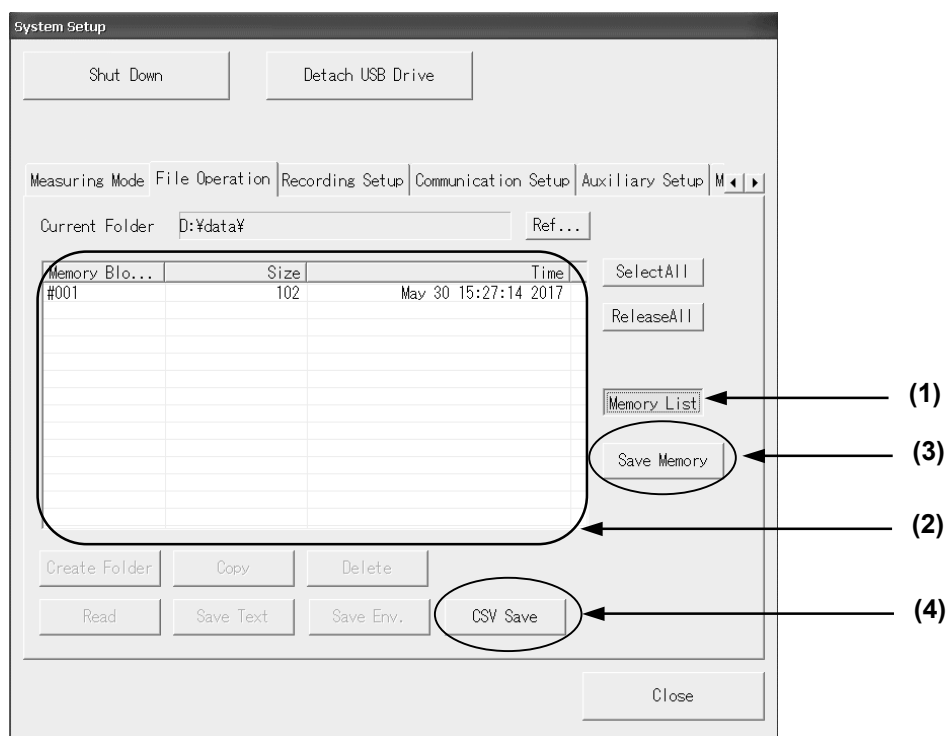 System Setup
Shut Down Detach USB Drive
Measuring Mode File Operation Recording Setup Communication Setup Auxiliary Setup M
Current Folder D:¥data¥ Ref...
Memory Blo... Size Time SelectAll
#001 102 May 30 15:27:14 2017
ReleaseAll
Memory List (1)
Save Memory (3)
(2)
Create Folder Copy Delete
Read Save Text Save Env. CSV Save (4)
Close